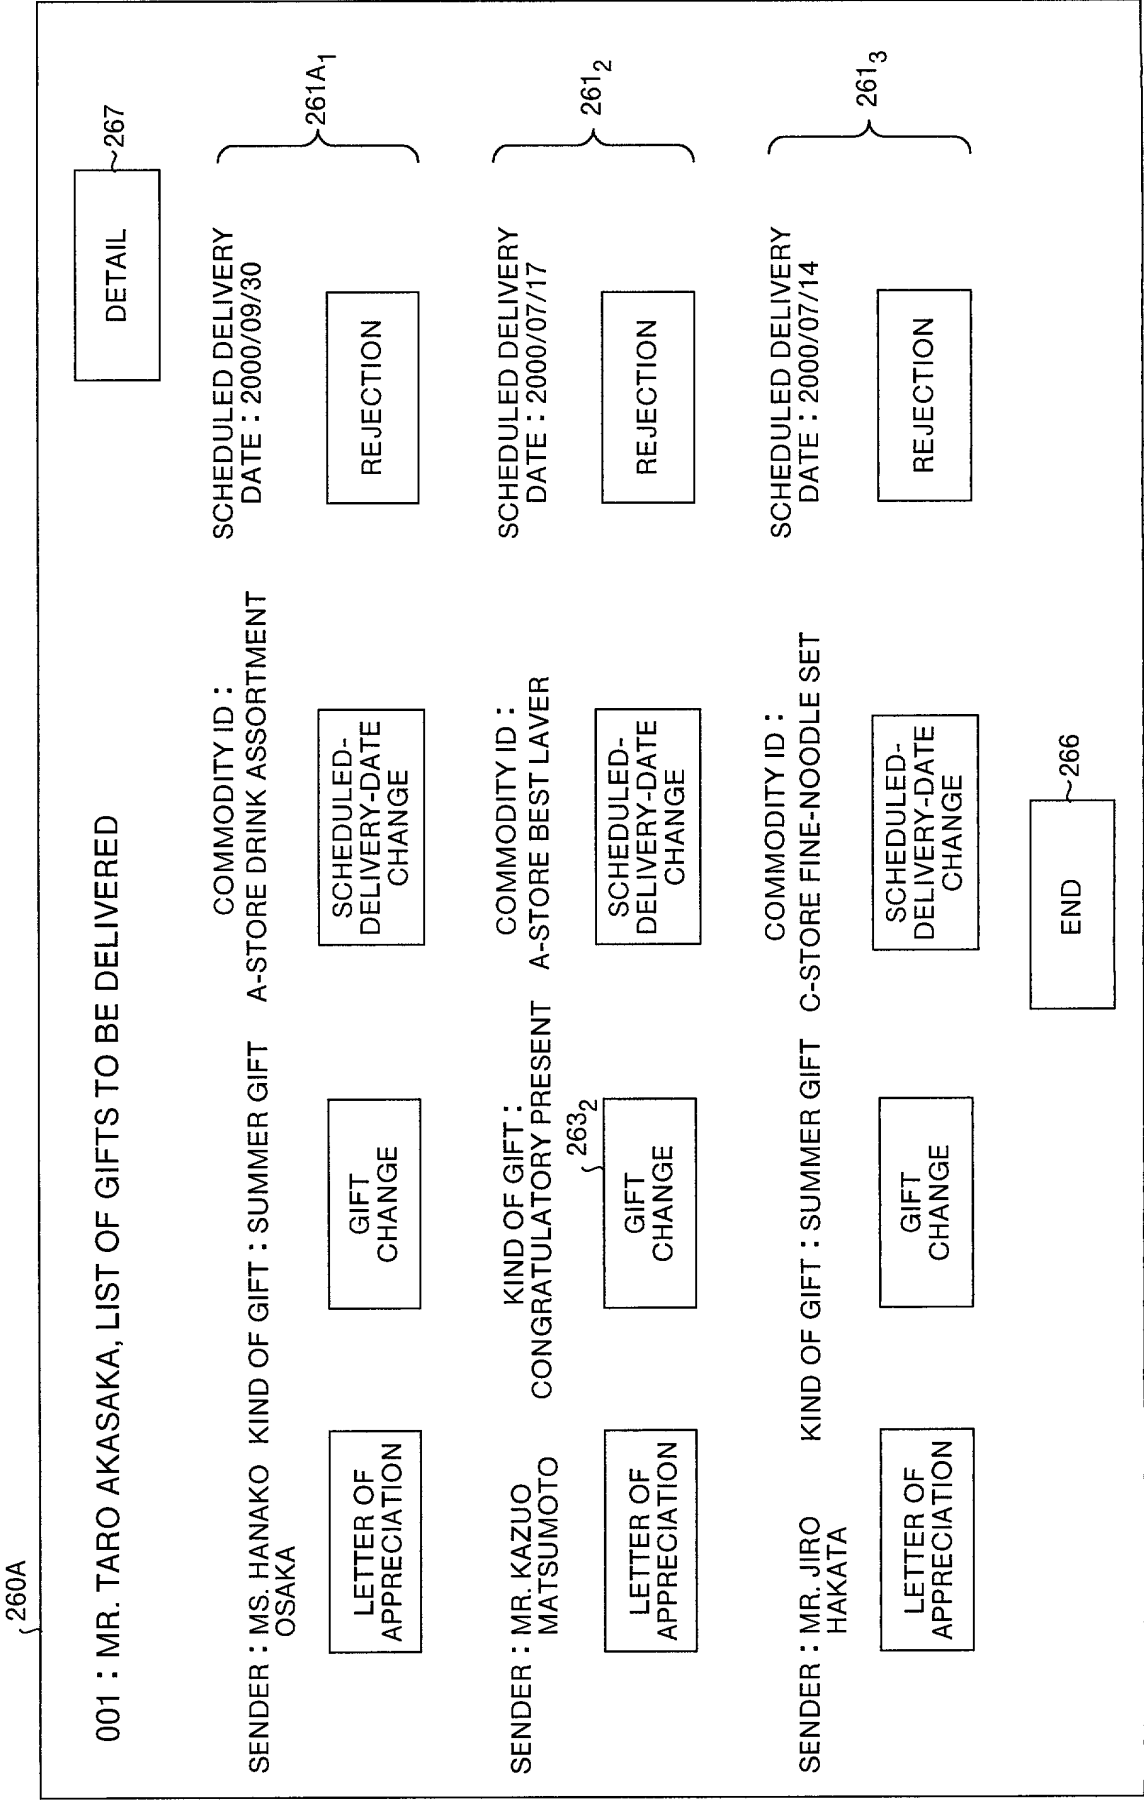 260A
001 : MR. TARO AKASAKA, LIST OF GIFTS TO BE DELIVERED
DETAIL
267
SENDER : MS. HANAKO
OSAKA
KIND OF GIFT : SUMMER GIFT
COMMODITY ID :
A-STORE DRINK ASSORTMENT
SCHEDULED DELIVERY
DATE : 2000/09/30
261A1
LETTER OF
APPRECIATION
GIFT
CHANGE
SCHEDULED-
DELIVERY-DATE
CHANGE
REJECTION
SENDER : MR. KAZUO
MATSUMOTO
KIND OF GIFT :
CONGRATULATORY PRESENT
COMMODITY ID :
A-STORE BEST LAVER
SCHEDULED DELIVERY
DATE : 2000/07/17
2612
LETTER OF
APPRECIATION
2632
GIFT
CHANGE
SCHEDULED-
DELIVERY-DATE
CHANGE
REJECTION
SENDER : MR. JIRO
HAKATA
KIND OF GIFT : SUMMER GIFT
COMMODITY ID :
C-STORE FINE-NOODLE SET
SCHEDULED DELIVERY
DATE : 2000/07/14
2613
LETTER OF
APPRECIATION
GIFT
CHANGE
SCHEDULED-
DELIVERY-DATE
CHANGE
REJECTION
END
266